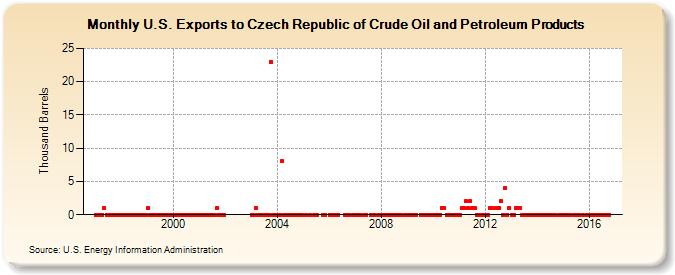 Monthly U.S. Exports to Czech Republic of Crude Oil and Petroleum Products
Thousand Barrels
25
20
15
10
5
0
2000 2004 2008 2012 2016
Source: U.S. Energy Information Administration